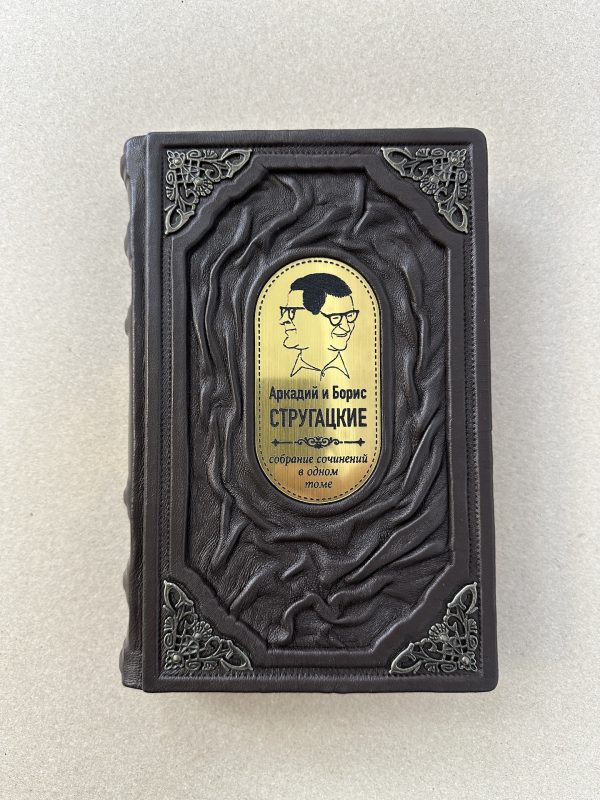 Аркадий и Борис
СТРУГАЦКИЕ
собрание сочинений
в одном
томе